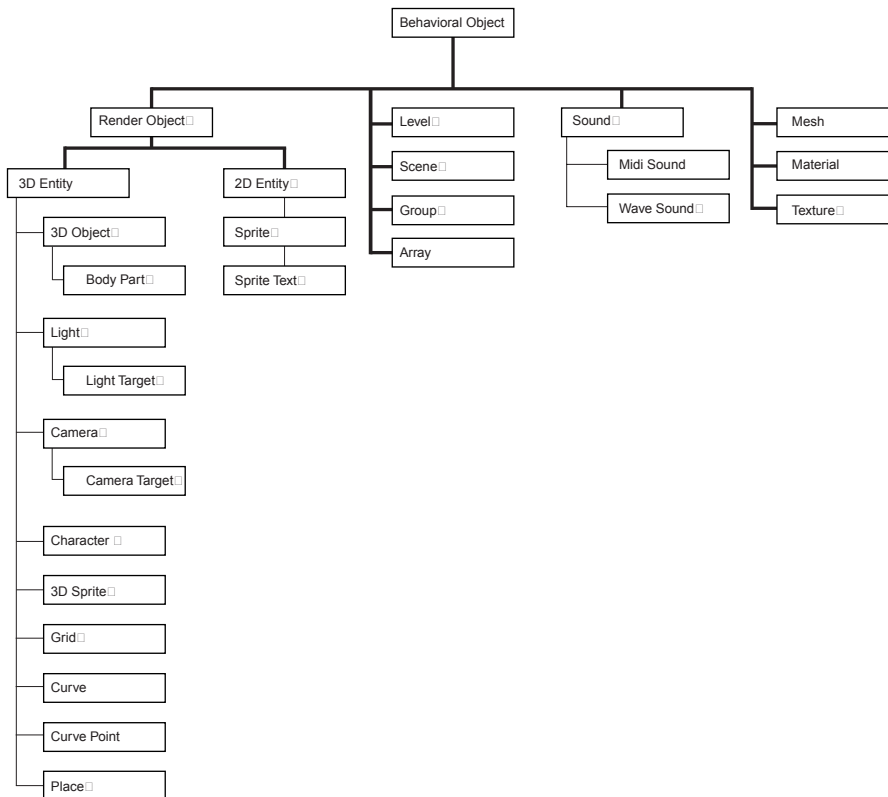 Behavioral Object
Render Object
Level
Sound
Mesh
Scene
Midi Sound
Material
3D Entity
2D Entity
Group
Wave Sound
Texture
3D Object
Sprite
Array
Body Part
Sprite Text
Light
Light Target
Camera
Camera Target
Character
3D Sprite
Grid
Curve
Curve Point
Place